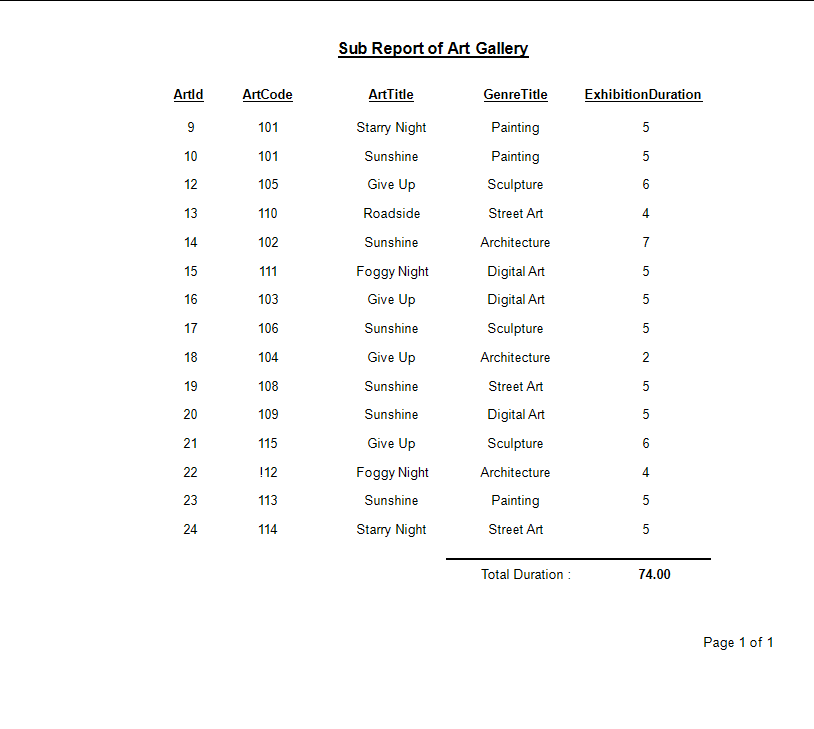 Sub Report of Art Gallery
ArtId ArtCode ArtTitle GenreTitle ExhibitionDuration
9 101 Starry Night Painting 5
10 101 Sunshine Painting 5
12 105 Give Up Sculpture 6
13 110 Roadside Street Art 4
14 102 Sunshine Architecture 7
15 111 Foggy Night Digital Art 5
16 103 Give Up Digital Art 5
17 106 Sunshine Sculpture 5
18 104 Give Up Architecture 2
19 108 Sunshine Street Art 5
20 109 Sunshine Digital Art 5
21 115 Give Up Sculpture 6
22 !12 Foggy Night Architecture 4
23 113 Sunshine Painting 5
24 114 Starry Night Street Art 5
Total Duration : 74.00
Page 1 of 1